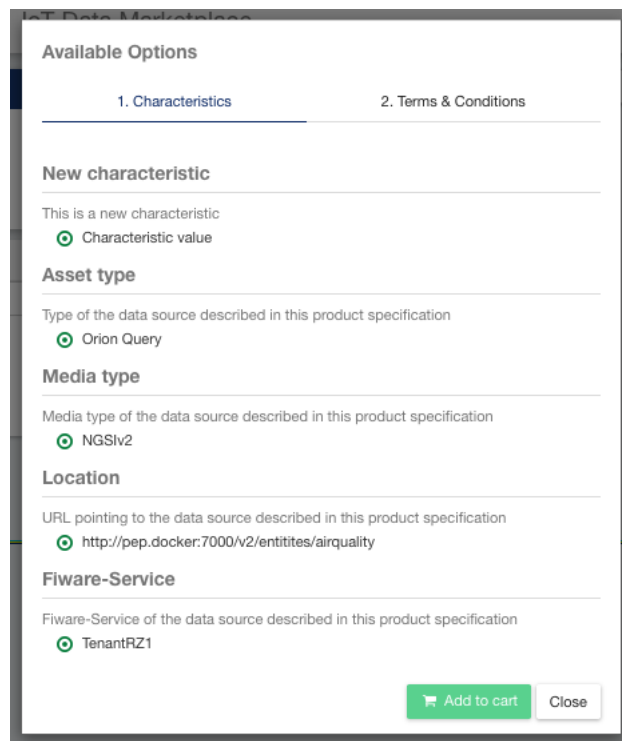 IoT Data Marketplace
Available Options
1. Characteristics
2. Terms & Conditions
New characteristic
This is a new characteristic
Characteristic value
Asset type
Type of the data source described in this product specification
Orion Query
Media type
Media type of the data source described in this product specification
NGSIv2
Location
URL pointing to the data source described in this product specification
http://pep.docker:7000/v2/entitites/airquality
Fiware-Service
Fiware-Service of the data source described in this product specification
TenantRZ1
Add to cart
Close